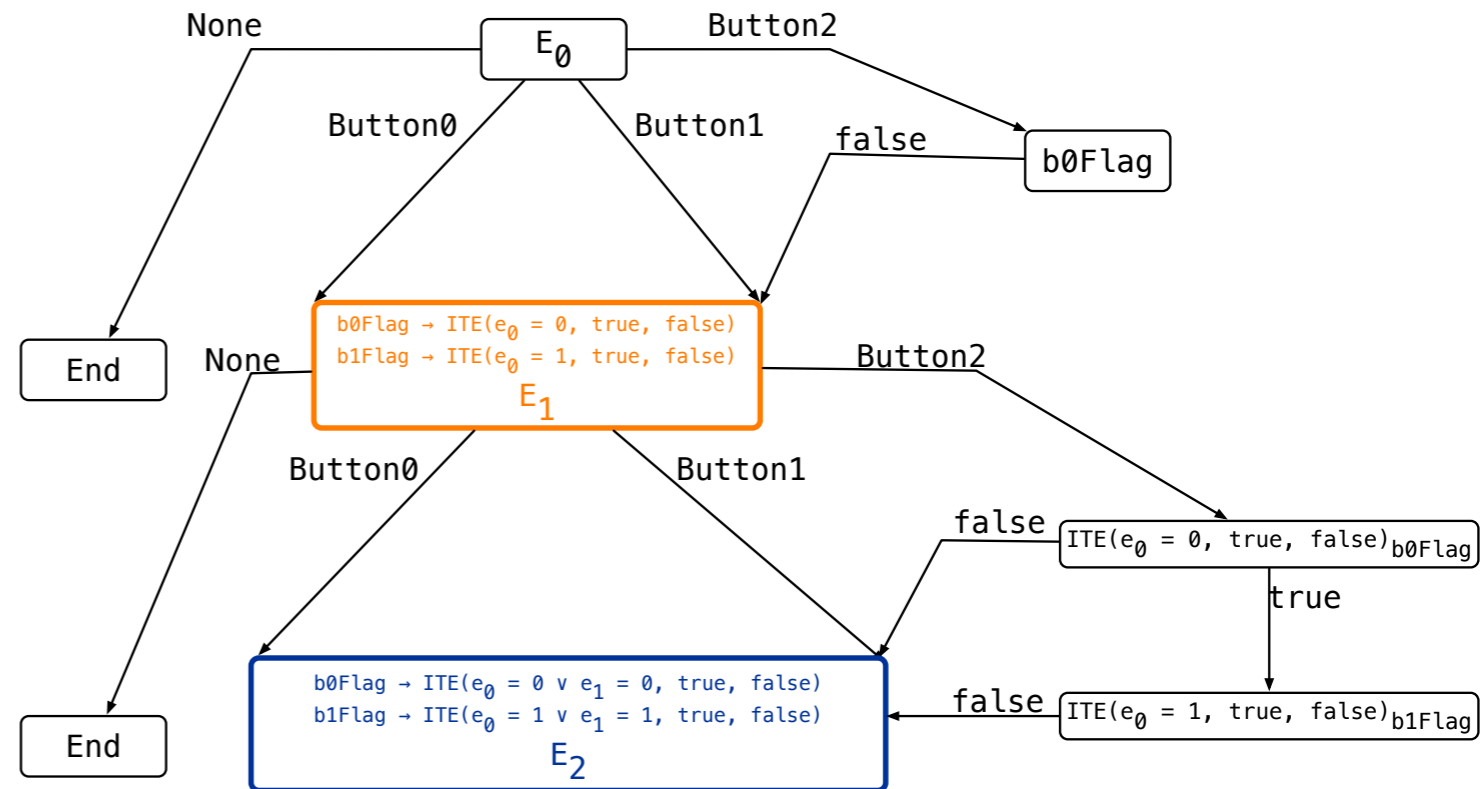 None
E₀
Button2
Button0
Button1
false
b0Flag
b0Flag → ITE(e₀ = 0, true, false)
b1Flag → ITE(e₀ = 1, true, false)
E₁
End
None
Button2
Button0
Button1
false
ITE(e₀ = 0, true, false)b0Flag
true
b0Flag → ITE(e₀ = 0 ∨ e₁ = 0, true, false)
b1Flag → ITE(e₀ = 1 ∨ e₁ = 1, true, false)
E₂
false
ITE(e₀ = 1, true, false)b1Flag
End